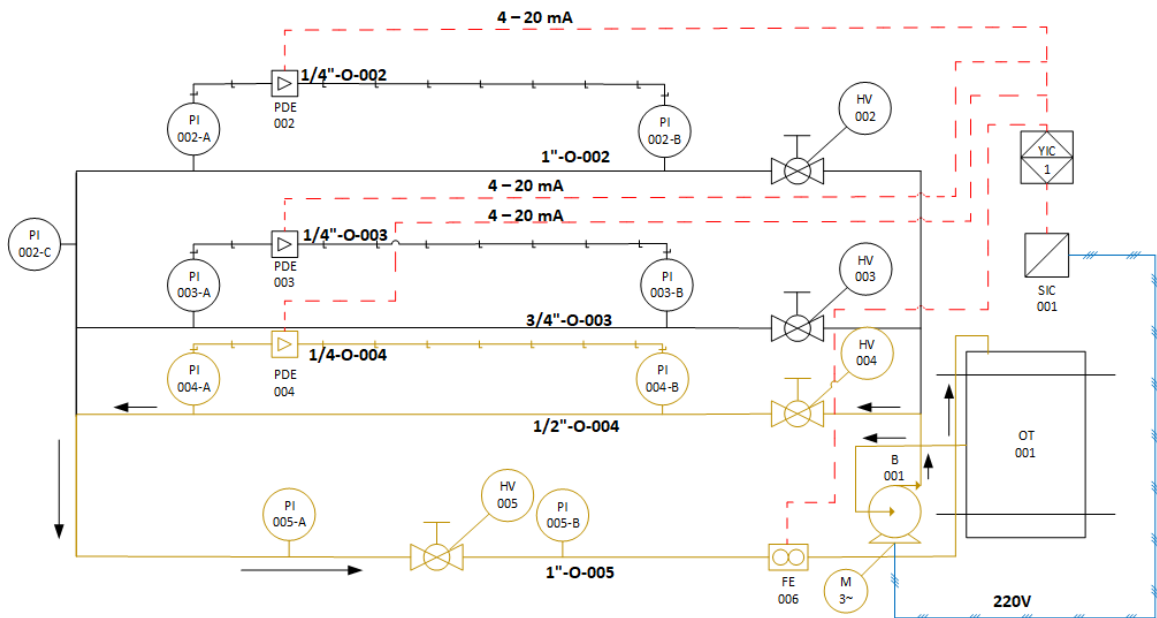 4 – 20 mA
1/4"-O-002
PDE
002
PI
002-A
PI
002-B
HV
002
1"-O-002
YIC
1
4 – 20 mA
4 – 20 mA
PI
002-C
1/4"-O-003
PDE
003
PI
003-A
PI
003-B
HV
003
SIC
001
3/4"-O-003
1/4-O-004
PDE
004
PI
004-A
PI
004-B
HV
004
1/2"-O-004
OT
001
B
001
PI
005-A
HV
005
PI
005-B
1"-O-005
FE
006
M
3~
220V